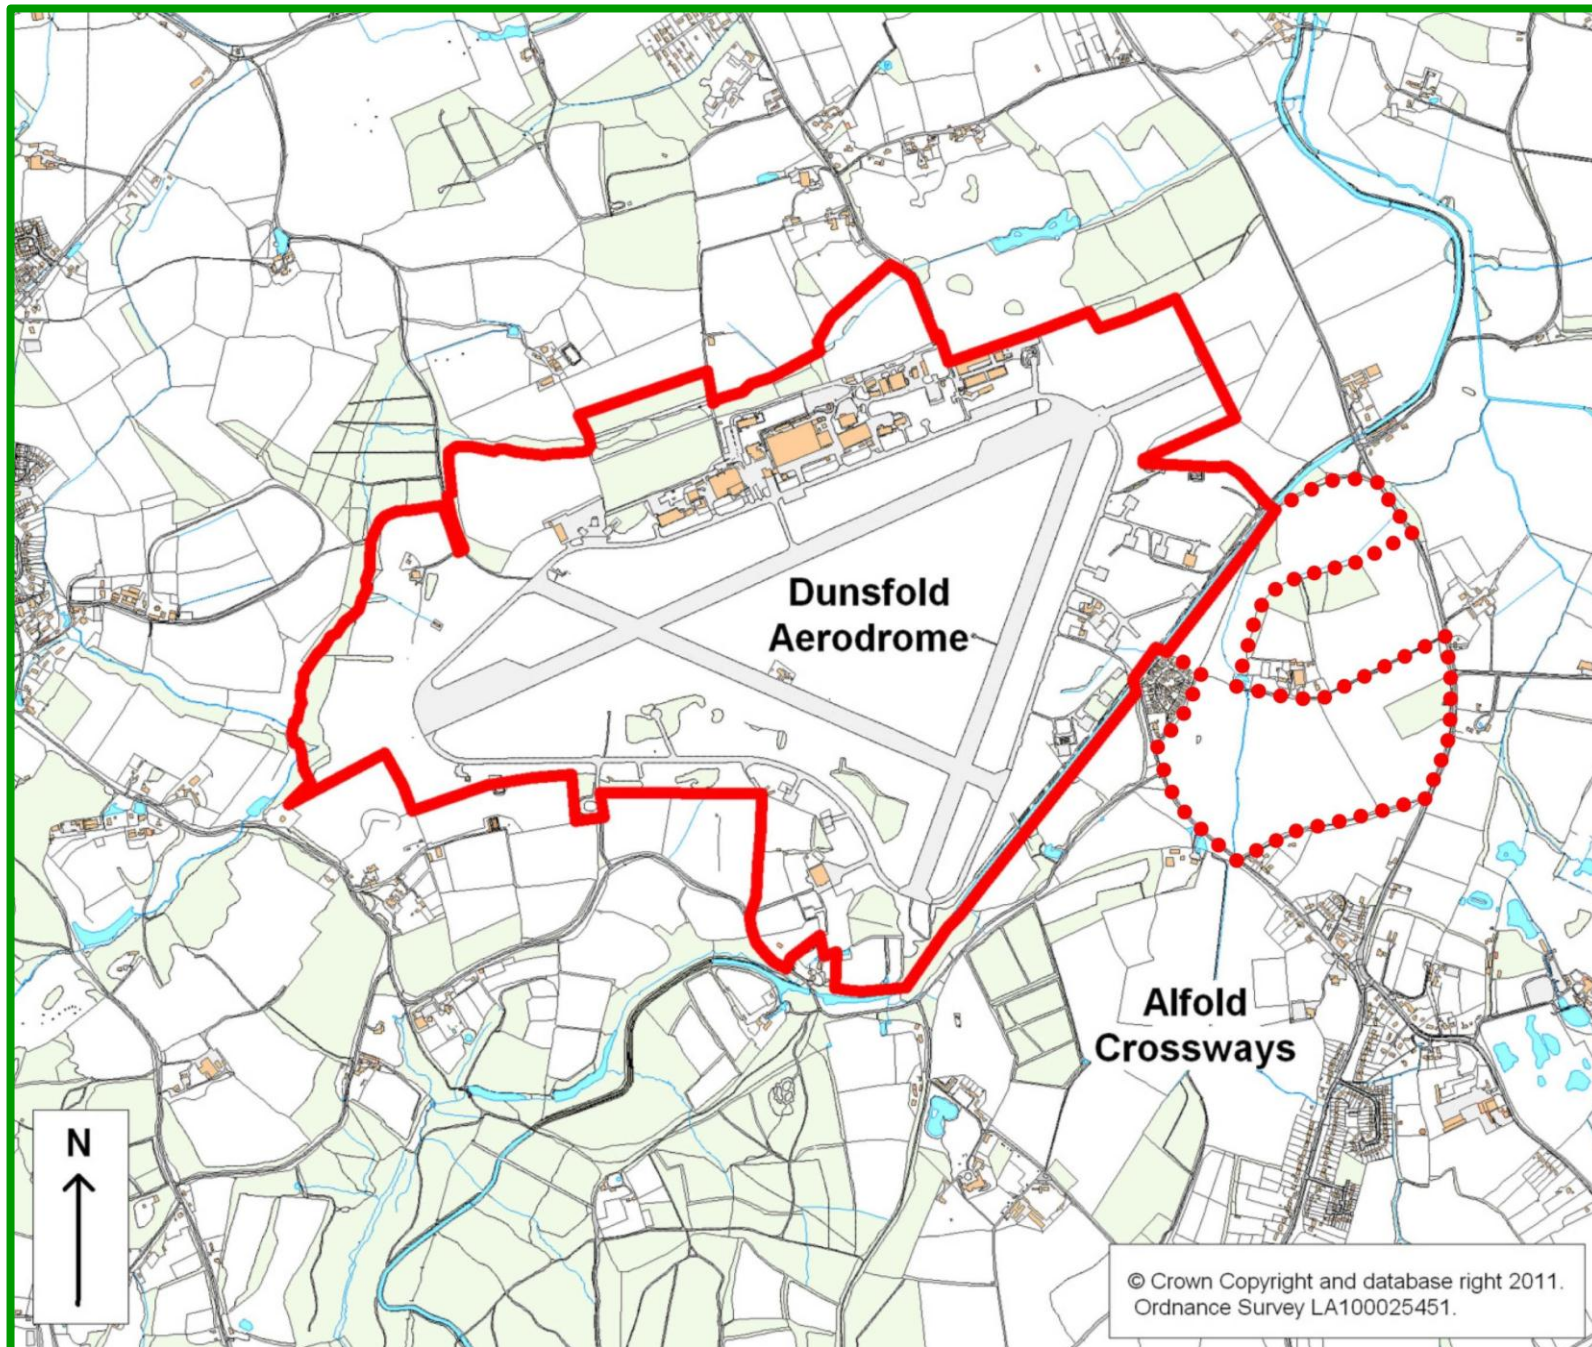 Dunsfold
Aerodrome
Alfold
Crossways
N
© Crown Copyright and database right 2011.
Ordnance Survey LA100025451.